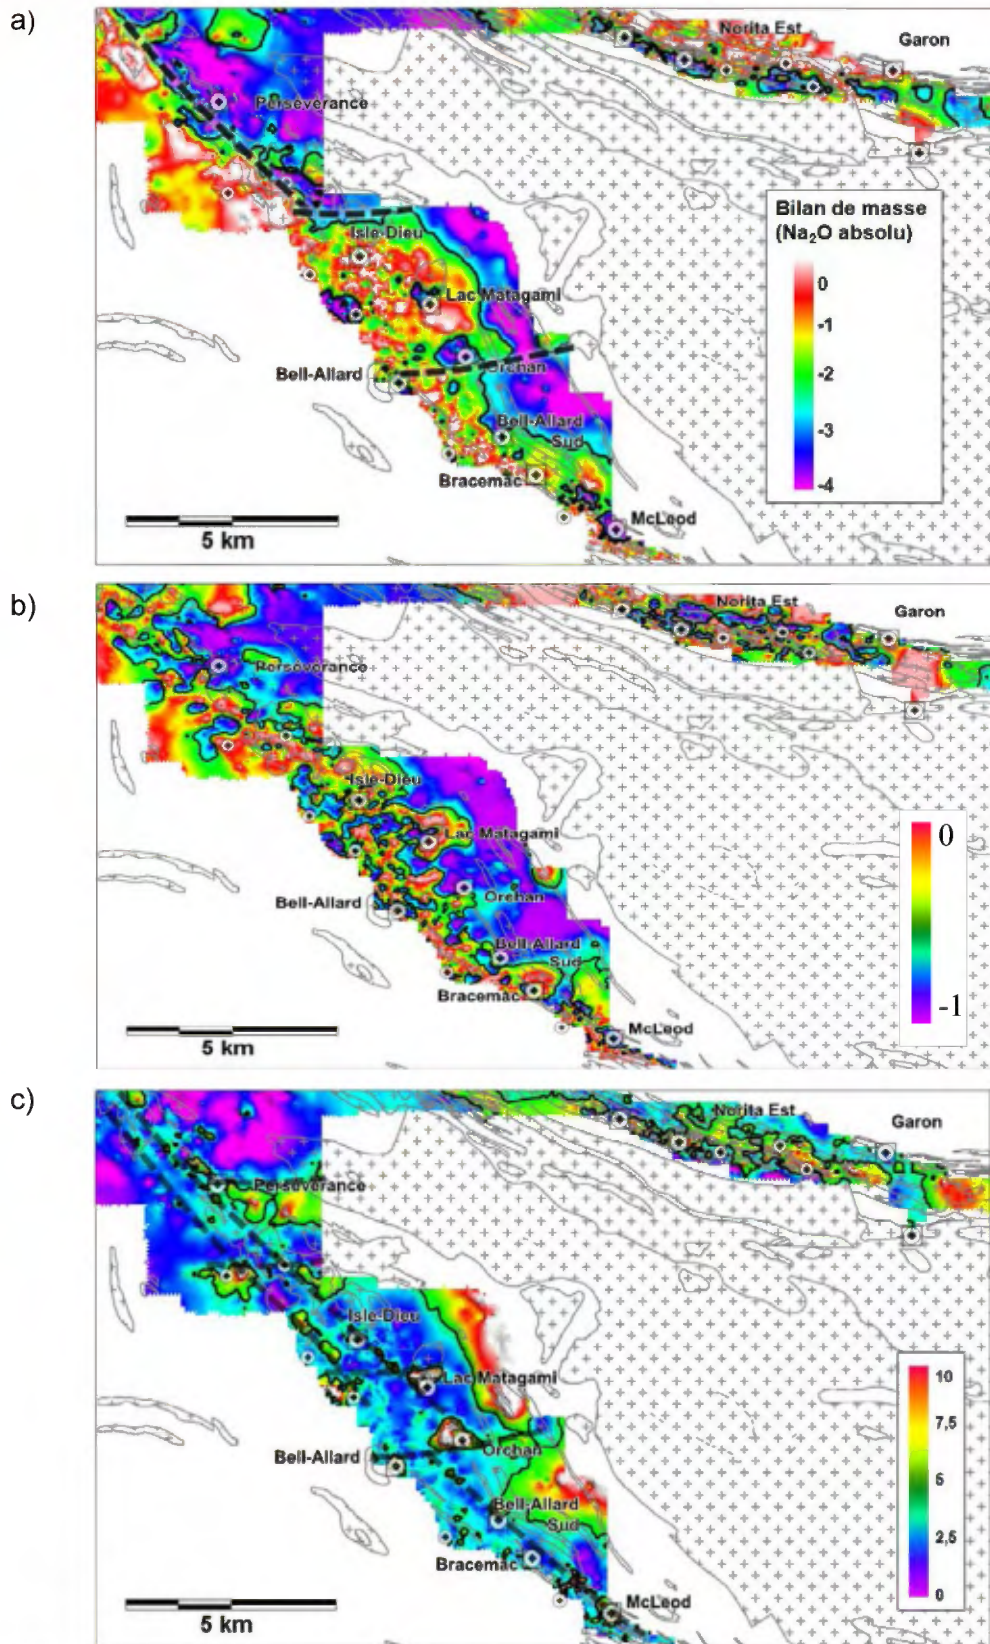 a)
Norita Est
Garon
Persévérance
Bilan de masse
(Na₂O absolu)
0
-1
-2
-3
-4
Isle-Dieu
Lac Matagami
Orchan
Bell-Allard
Bell-Allard
Sud
Bracemac
McLeod
5 km
b)
Norita Est
Garon
Persévérance
Isle-Dieu
Lac Matagami
0
-1
Bell-Allard
Orchan
Bell-Allard
Sud
Bracemac
McLeod
5 km
c)
Norita Est
Garon
Persévérance
Isle-Dieu
Lac Matagami
10
7,5
5
2,5
0
Orchan
Bell-Allard
Bell-Allard
Sud
Bracemac
McLeod
5 km